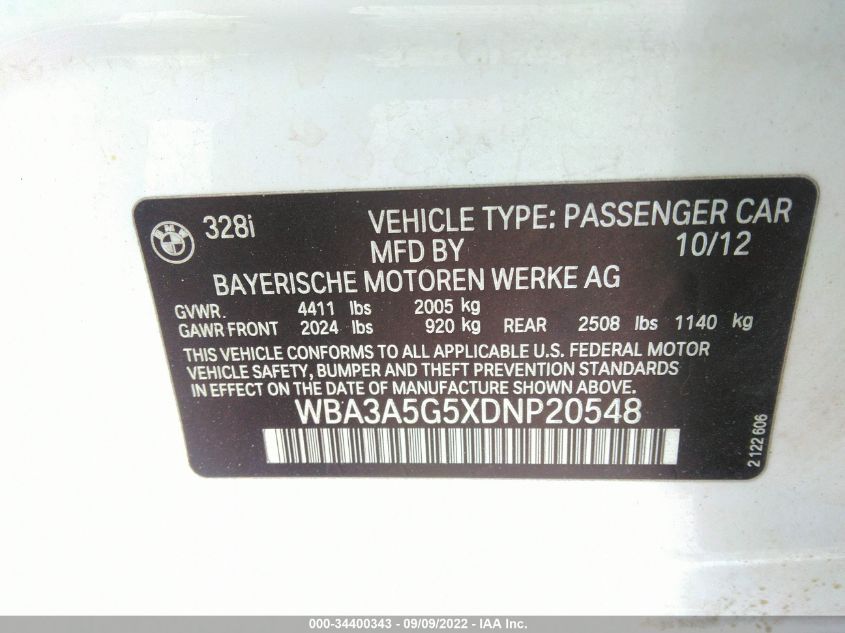 BMW
328i VEHICLE TYPE: PASSENGER CAR
MFD BY 10/12
BAYERISCHE MOTOREN WERKE AG
GVWR. 4411 lbs 2005 kg
GAWR FRONT 2024 lbs 920 kg REAR 2508 lbs 1140 kg
THIS VEHICLE CONFORMS TO ALL APPLICABLE U.S. FEDERAL MOTOR
VEHICLE SAFETY, BUMPER AND THEFT PREVENTION STANDARDS
IN EFFECT ON THE DATE OF MANUFACTURE SHOWN ABOVE.
WBA3A5G5XDNP20548
2 122 606
000-34400343 - 09/09/2022 - IAXDn, Inc.